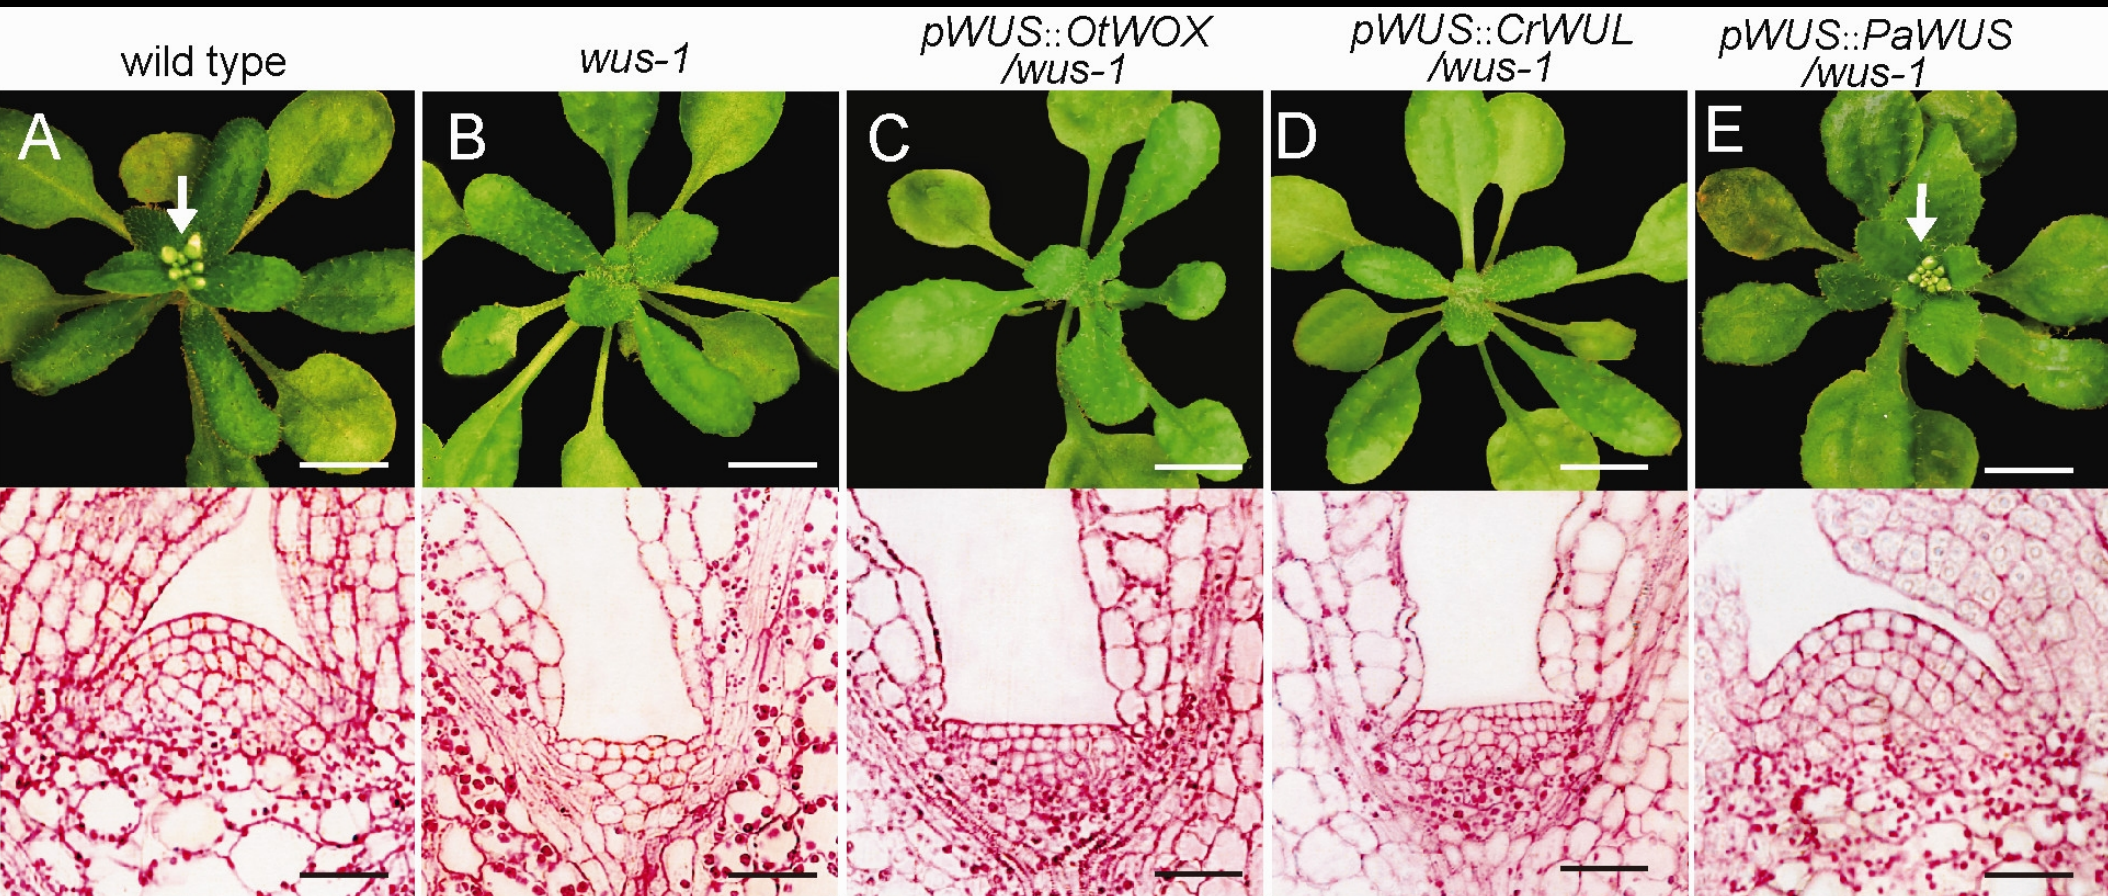 wild type
wus-1
pWUS::OtWOX
/wus-1
pWUS::CrWUL
/wus-1
pWUS::PaWUS
/wus-1
A
B
C
D
E